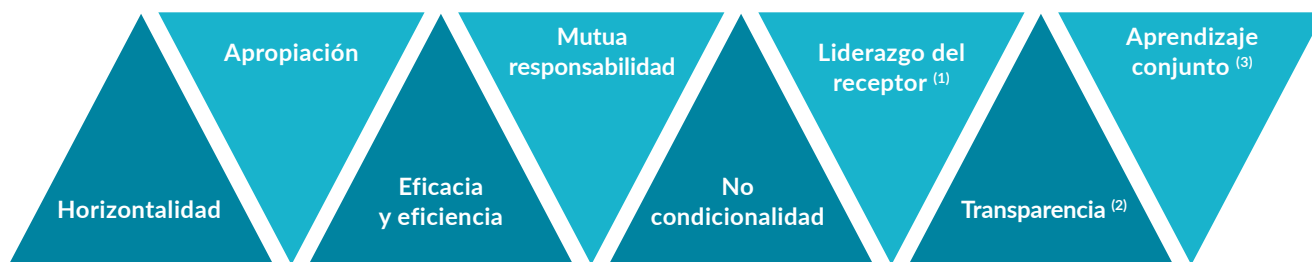 Horizontalidad
Apropiación
Eficacia
y eficiencia
Mutua
responsabilidad
No
condicionalidad
Liderazgo del
receptor (1)
Transparencia (2)
Aprendizaje
conjunto (3)